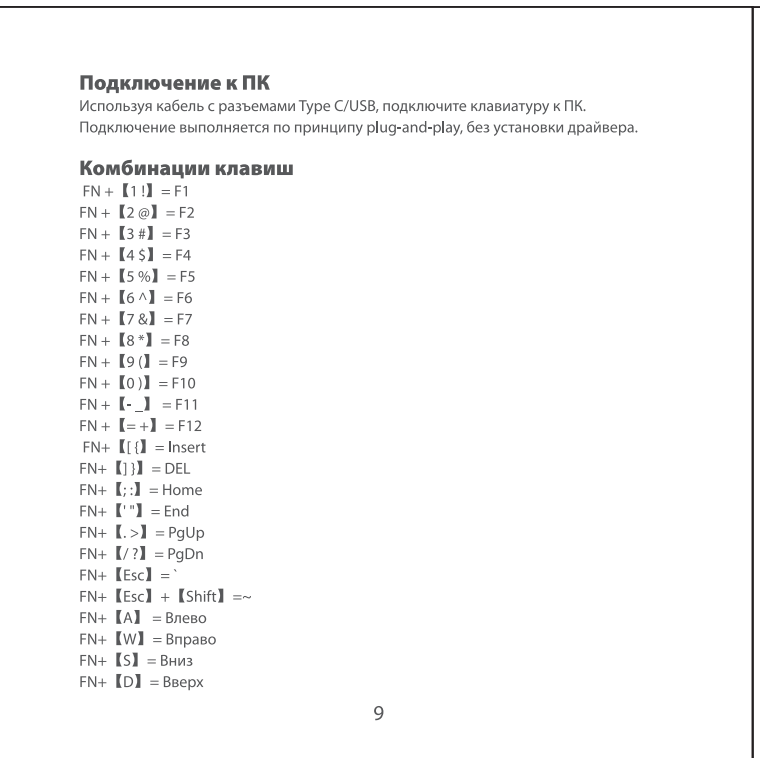 Подключение к ПК
Используя кабель с разъемами Type C/USB, подключите клавиатуру к ПК.
Подключение выполняется по принципу plug-and-play, без установки драйвера.
Комбинации клавиш
FN + 【1 !】 = F1
FN + 【2 @】 = F2
FN + 【3 #】 = F3
FN + 【4 $】 = F4
FN + 【5 %】 = F5
FN + 【6 ^】 = F6
FN + 【7 &】 = F7
FN + 【8 *】 = F8
FN + 【9 (】 = F9
FN + 【0 )】 = F10
FN + 【- _】 = F11
FN + 【= +】 = F12
FN+ 【[ {】 = Insert
FN+ 【] }】 = DEL
FN+ 【; :】 = Home
FN+ 【' "】 = End
FN+ 【. >】 = PgUp
FN+ 【/ ?】 = PgDn
FN+ 【Esc】 = `
FN+ 【Esc】 + 【Shift】 =~
FN+ 【A】 = Влево
FN+ 【W】 = Вправо
FN+ 【S】 = Вниз
FN+ 【D】 = Вверх
9